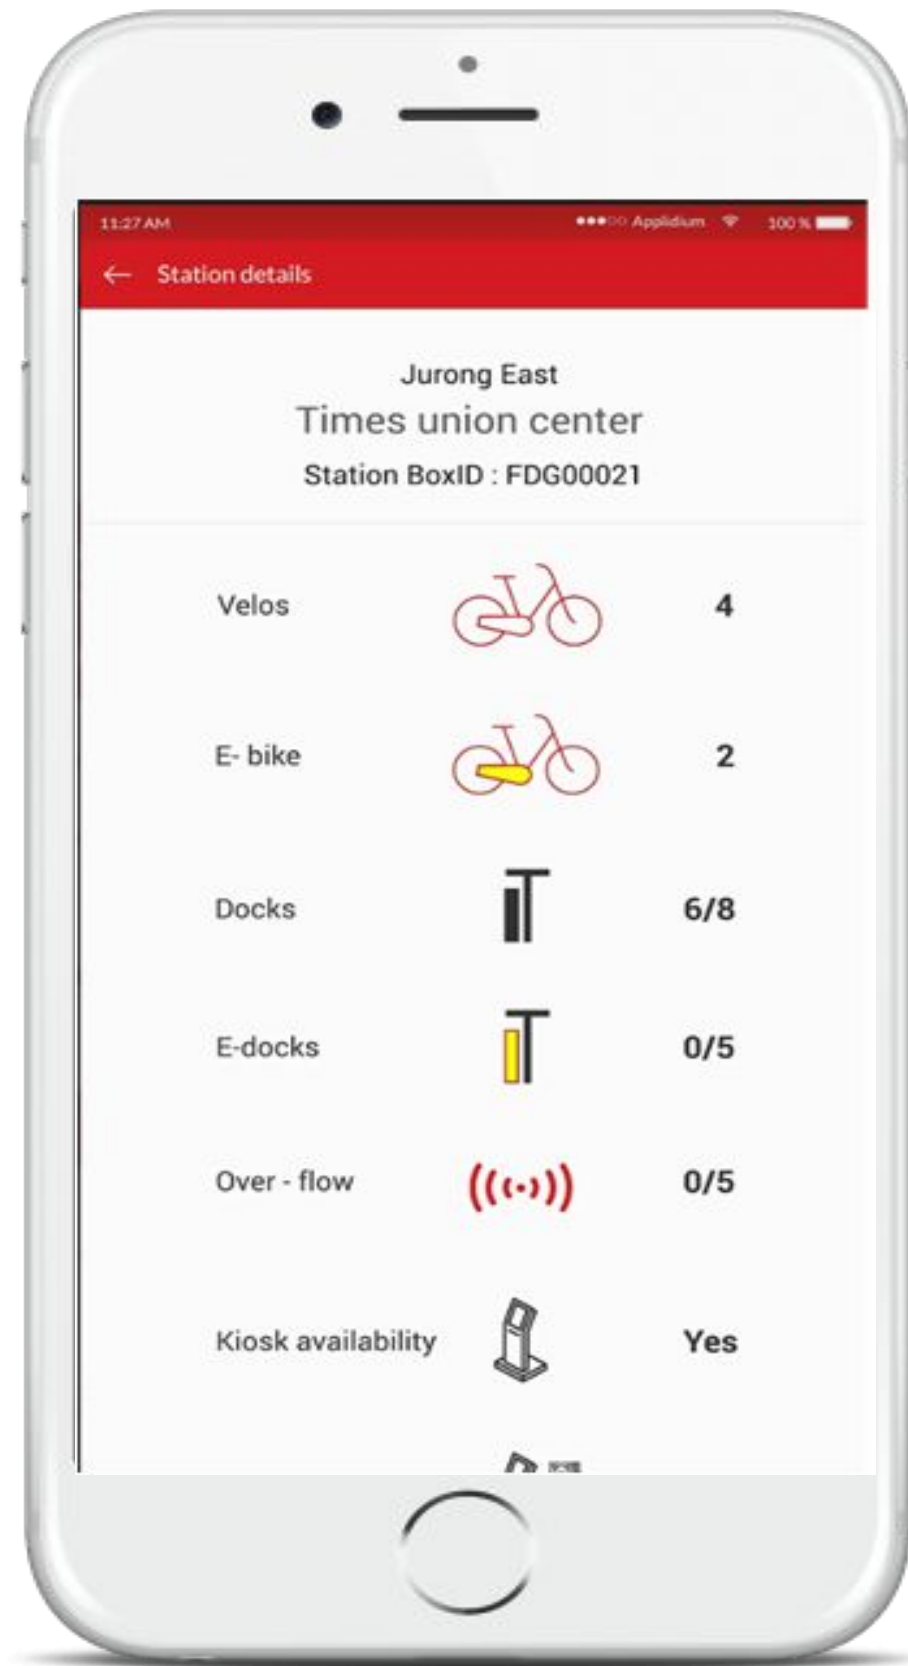 11:27 AM Applidium 100 %
← Station details
Jurong East
Times union center
Station BoxID : FDG00021
Velos 4
E- bike 2
Docks 6/8
E-docks 0/5
Over - flow 0/5
Kiosk availability Yes